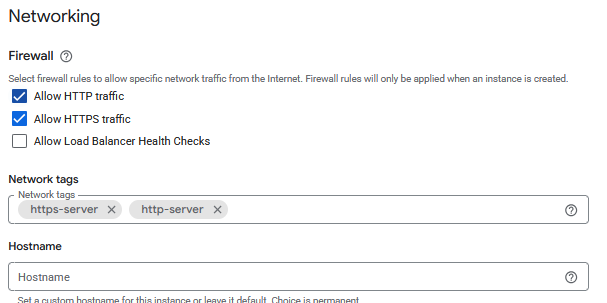 Networking
Firewall
Select firewall rules to allow specific network traffic from the Internet. Firewall rules will only be applied when an instance is created.
Allow HTTP traffic
Allow HTTPS traffic
Allow Load Balancer Health Checks
Network tags
Network tags
https-server
http-server
Hostname
Hostname
Set a custom hostname for this instance or leave it default. Choice is permanent